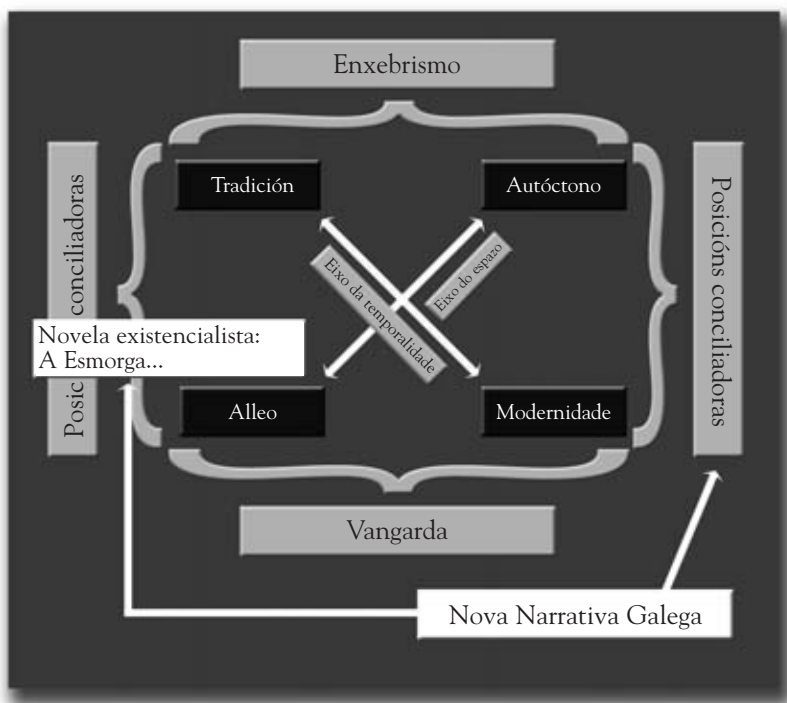 Enxebrismo
Tradición
Autóctono
Posic
conciliadoras
Posicións conciliadoras
Eixo da temporalidade
Eixo do espazo
Novela existencialista:
A Esmorga...
Alleo
Modernidade
Vangarda
Nova Narrativa Galega